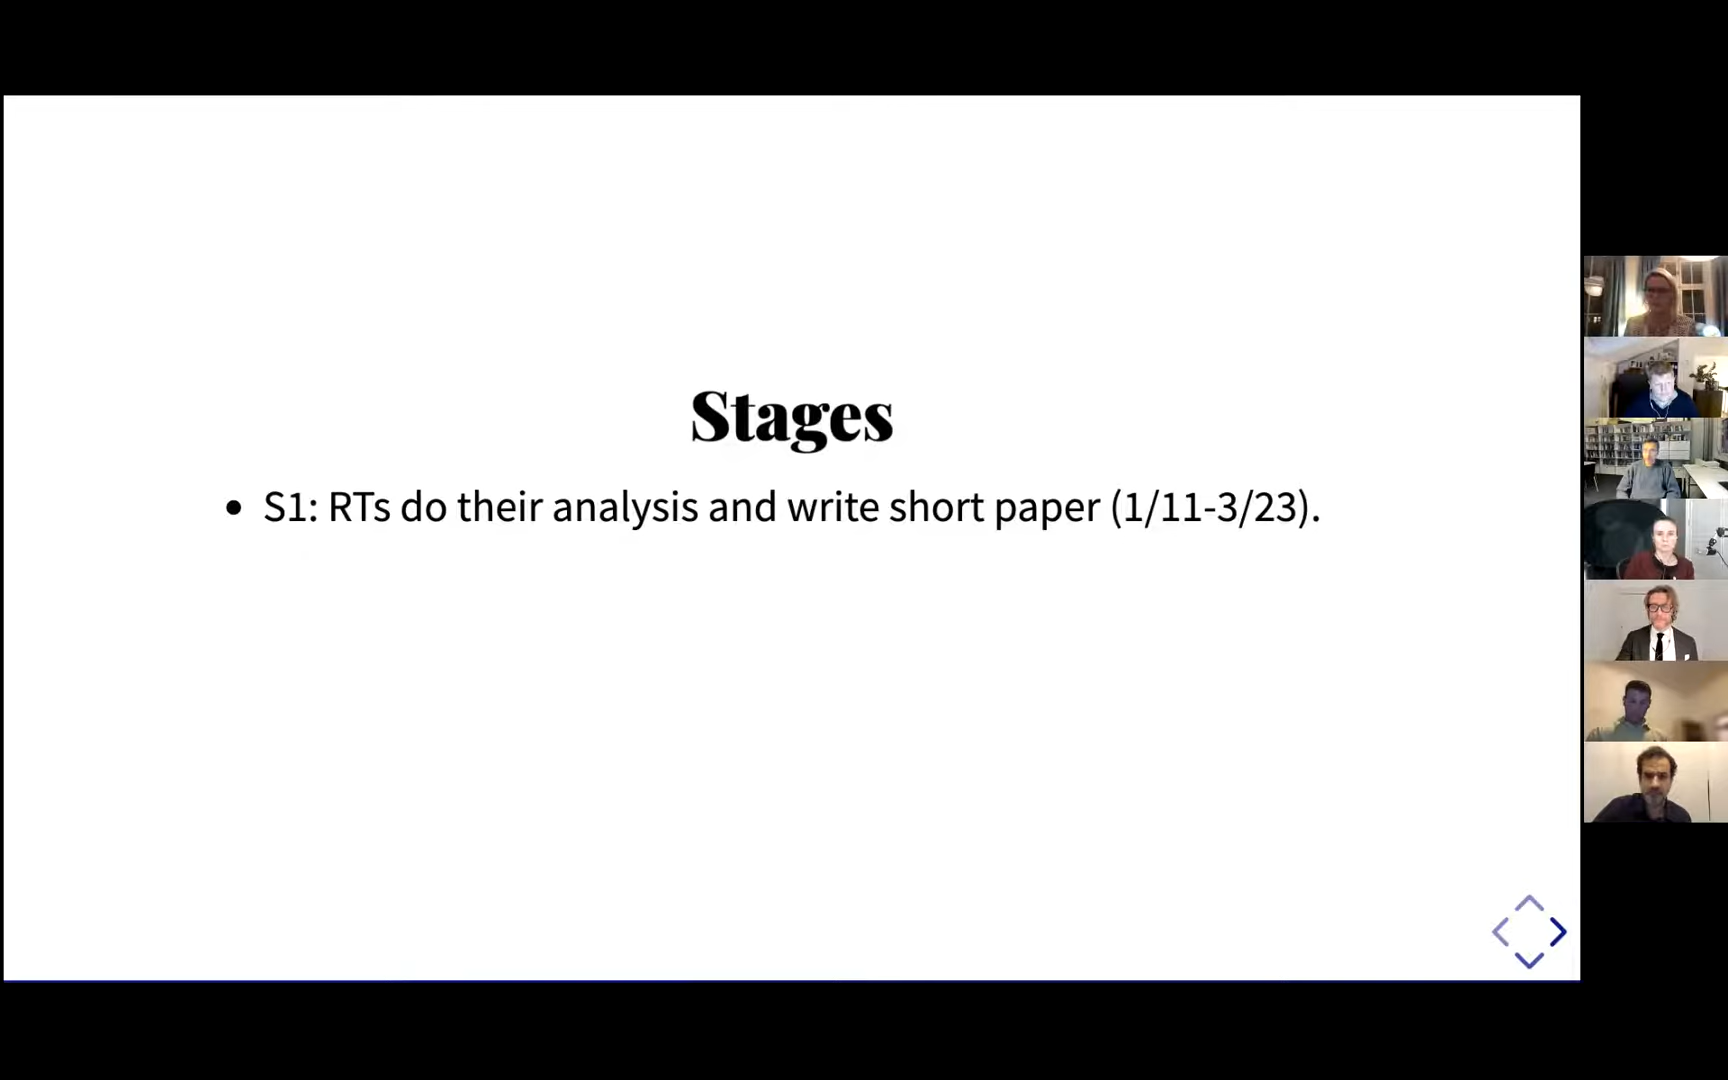 Stages
• S1: RTs do their analysis and write short paper (1/11-3/23).